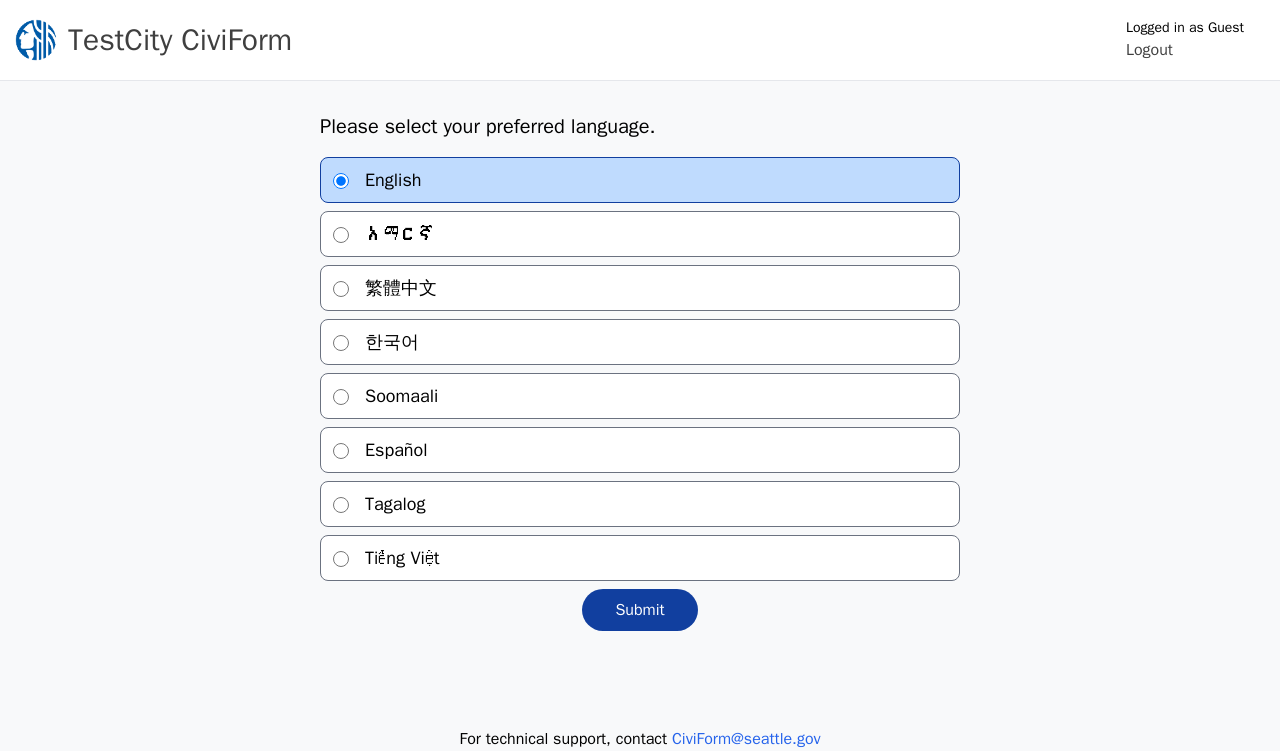 TestCity CiviForm
Logged in as Guest
Logout
Please select your preferred language.
English
አማርኛ
繁體中文
한국어
Soomaali
Español
Tagalog
Tiếng Việt
Submit
For technical support, contact CiviForm@seattle.gov